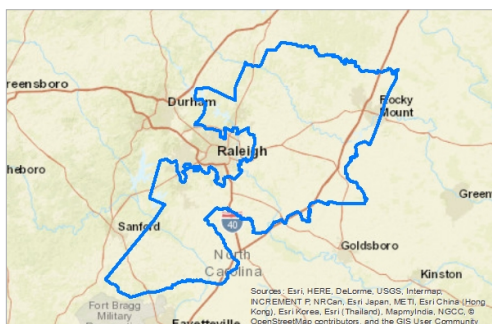 reensboro
Durham
Rocky
Mount
heboro
Raleigh
Green
Sanford
40
Goldsboro
North
Carolina
Kinston
Fort Bragg
Military
Fayetteville
Sources: Esri, HERE, DeLorme, USGS, Intermap,
INCREMENT P, NRCan, Esri Japan, METI, Esri China (Hong
Kong), Esri Korea, Esri (Thailand), MapmyIndia, NGCC, ©
OpenStreetMap contributors, and the GIS User Community